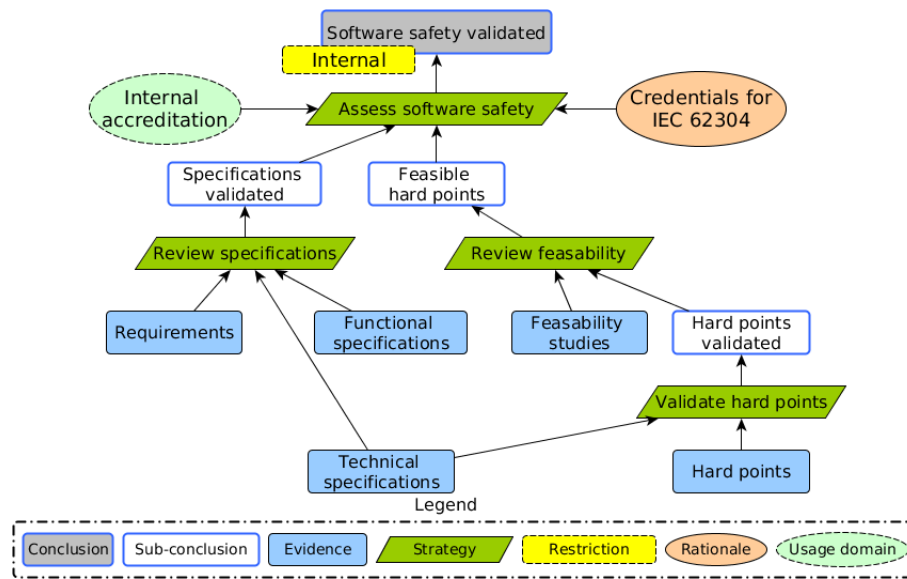 Software safety validated
Internal
Internal
accreditation
Assess software safety
Credentials for
IEC 62304
Specifications
validated
Feasible
hard points
Review specifications
Review feasability
Requirements
Functional
specifications
Feasability
studies
Hard points
validated
Validate hard points
Technical
specifications
Hard points
Legend
Conclusion
Sub-conclusion
Evidence
Strategy
Restriction
Rationale
Usage domain